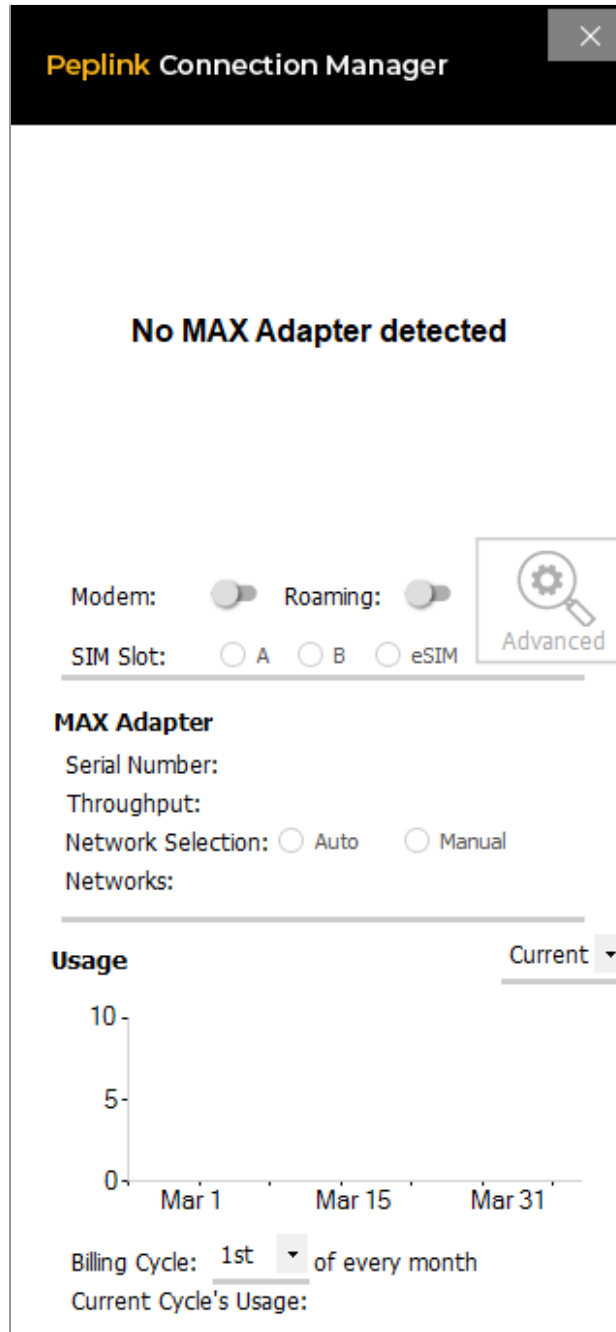 Peplink Connection Manager
No MAX Adapter detected
Modem: Roaming:
Advanced
SIM Slot: A B eSIM
MAX Adapter
Serial Number:
Throughput:
Network Selection: Auto Manual
Networks:
Usage Current
10
5
0
Mar 1 Mar 15 Mar 31
Billing Cycle: 1st of every month
Current Cycle's Usage: